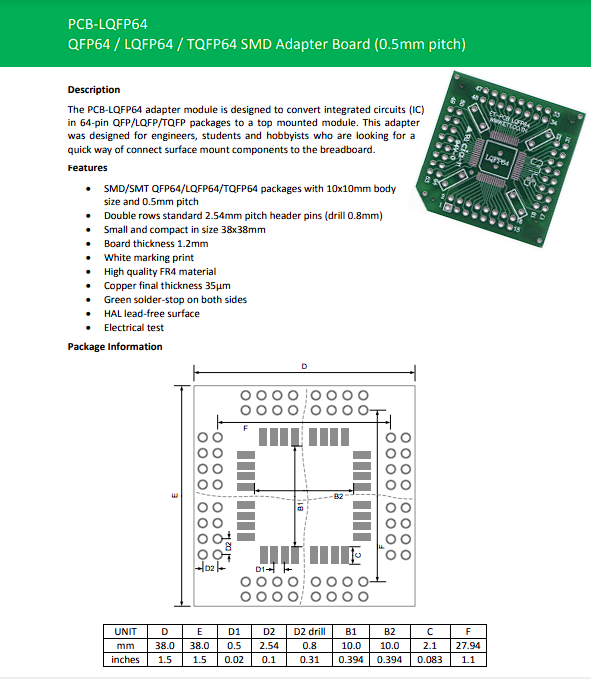 PCB-LQFP64
QFP64 / LQFP64 / TQFP64 SMD Adapter Board (0.5mm pitch)
Description
The PCB-LQFP64 adapter module is designed to convert integrated circuits (IC)
in 64-pin QFP/LQFP/TQFP packages to a top mounted module. This adapter
was designed for engineers, students and hobbyists who are looking for a
quick way of connect surface mount components to the breadboard.
LQFP64
Features
• SMD/SMT QFP64/LQFP64/TQFP64 packages with 10x10mm body
size and 0.5mm pitch
• Double rows standard 2.54mm pitch header pins (drill 0.8mm)
• Small and compact in size 38x38mm
• Board thickness 1.2mm
• White marking print
• High quality FR4 material
• Copper final thickness 35µm
• Green solder-stop on both sides
• HAL lead-free surface
• Electrical test
Package Information
D
F
E
B2
B1
D2
C
F
D2
D1
UNIT D E D1 D2 D2 drill B1 B2 C F
mm 38.0 38.0 0.5 2.54 0.8 10.0 10.0 2.1 27.94
inches 1.5 1.5 0.02 0.1 0.31 0.394 0.394 0.083 1.1